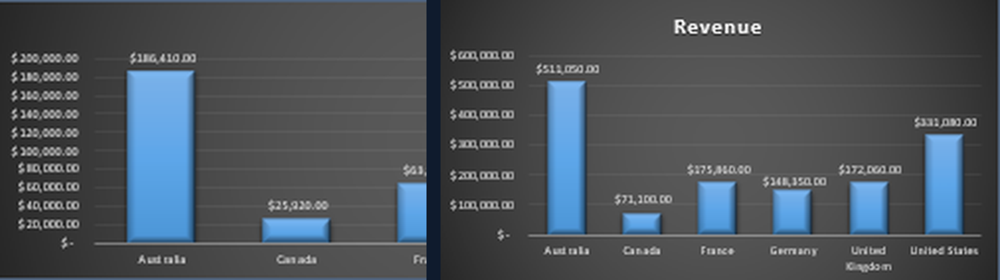 $200,000.00
$180,000.00
$160,000.00
$140,000.00
$120,000.00
$100,000.00
$80,000.00
$60,000.00
$40,000.00
$20,000.00
$-
$186,410.00
$25,920.00
$63,
Australia
Canada
Fra
Revenue
$600,000.00
$500,000.00
$400,000.00
$300,000.00
$200,000.00
$100,000.00
$-
$511,050.00
$71,100.00
$175,860.00
$148,350.00
$172,060.00
$331,080.00
Australia
Canada
France
Germany
United Kingdom
United States